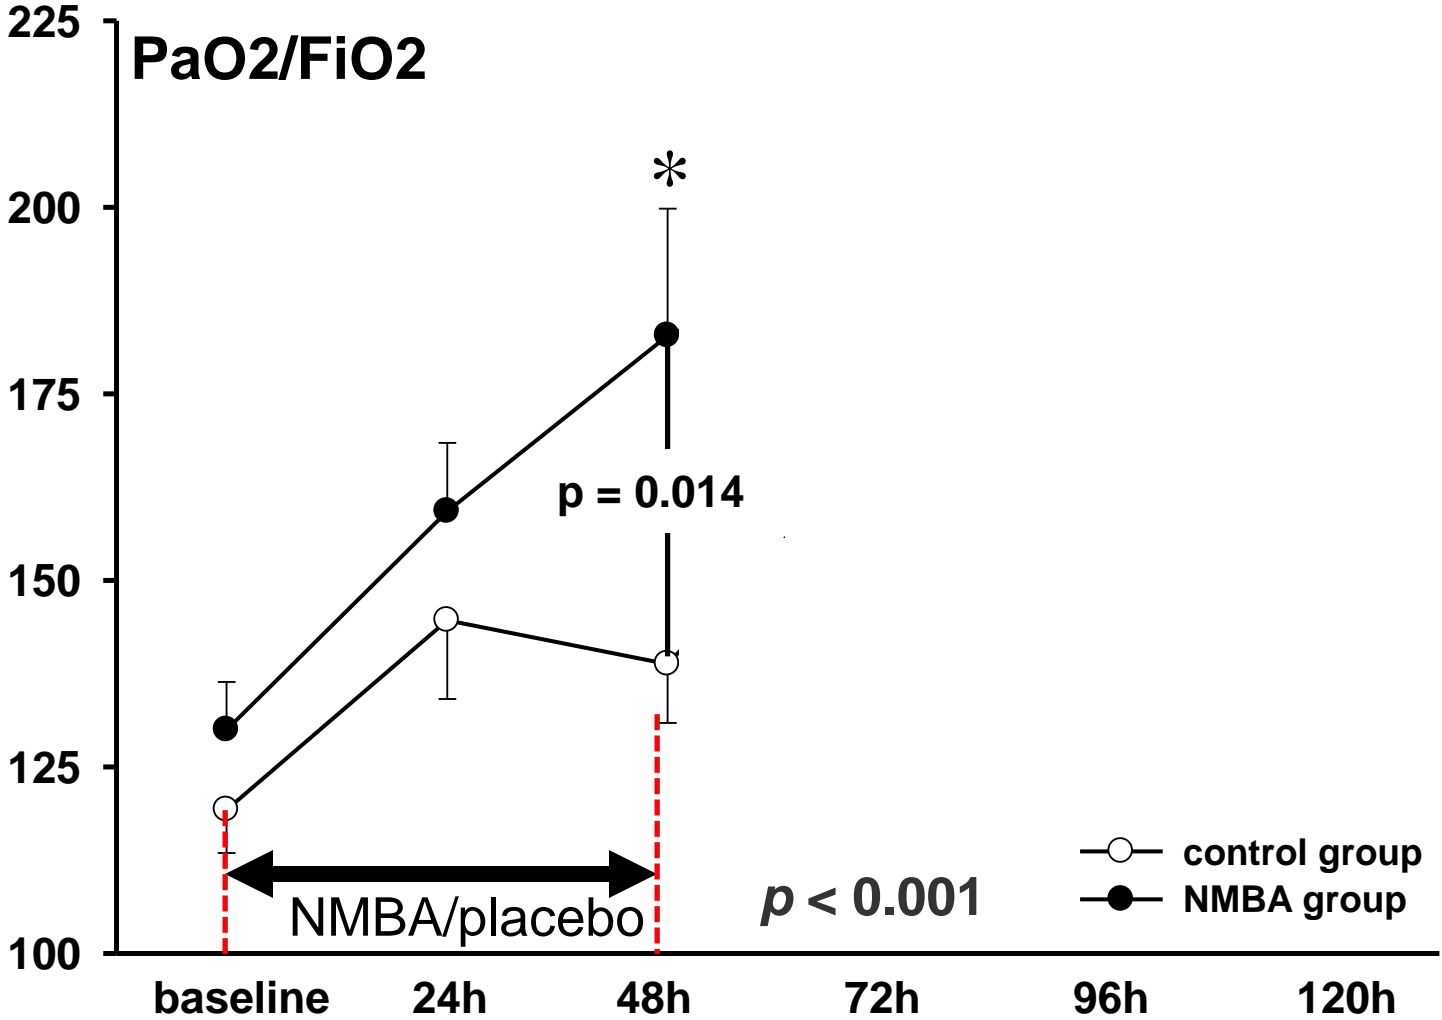 225
PaO2/FiO2
*
200
175
p = 0.014
150
125
control group
p < 0.001
NMBA group
NMBA/placebo
100
baseline 24h 48h 72h 96h 120h